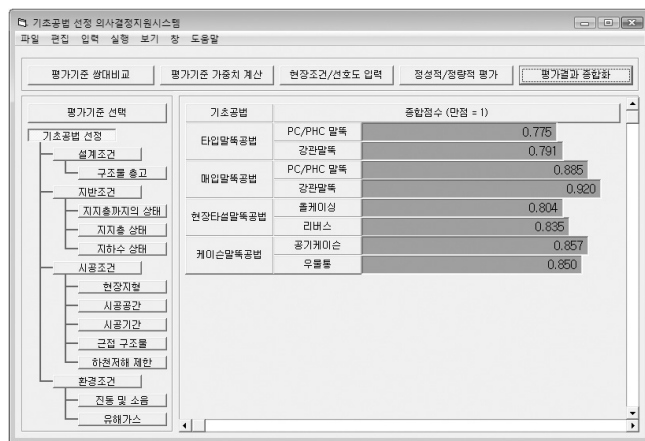 기초공법 선정 의사결정지원시스템
파일 편집 입력 실행 보기 창 도움말
평가기준 쌍대비교 평가기준 가중치 계산 현장조건/선호도 입력 정성적/정량적 평가 평가결과 종합화
평가기준 선택
기초공법 선정
설계조건
구조물 종고
지반조건
지지층까지의 상태
지지층 상태
지하수 상태
시공조건
현장지형
시공공간
시공기간
근접 구조물
하천저해 제한
환경조건
진동 및 소음
유해가스
기초공법 종합점수 (만점 = 1)
타입말뚝공법 PC/PHC 말뚝 0.775
강관말뚝 0.791
매입말뚝공법 PC/PHC 말뚝 0.885
강관말뚝 0.920
현장타설말뚝공법 올케이싱 0.804
리버스 0.835
케이슨말뚝공법 공기케이슨 0.857
우물통 0.850